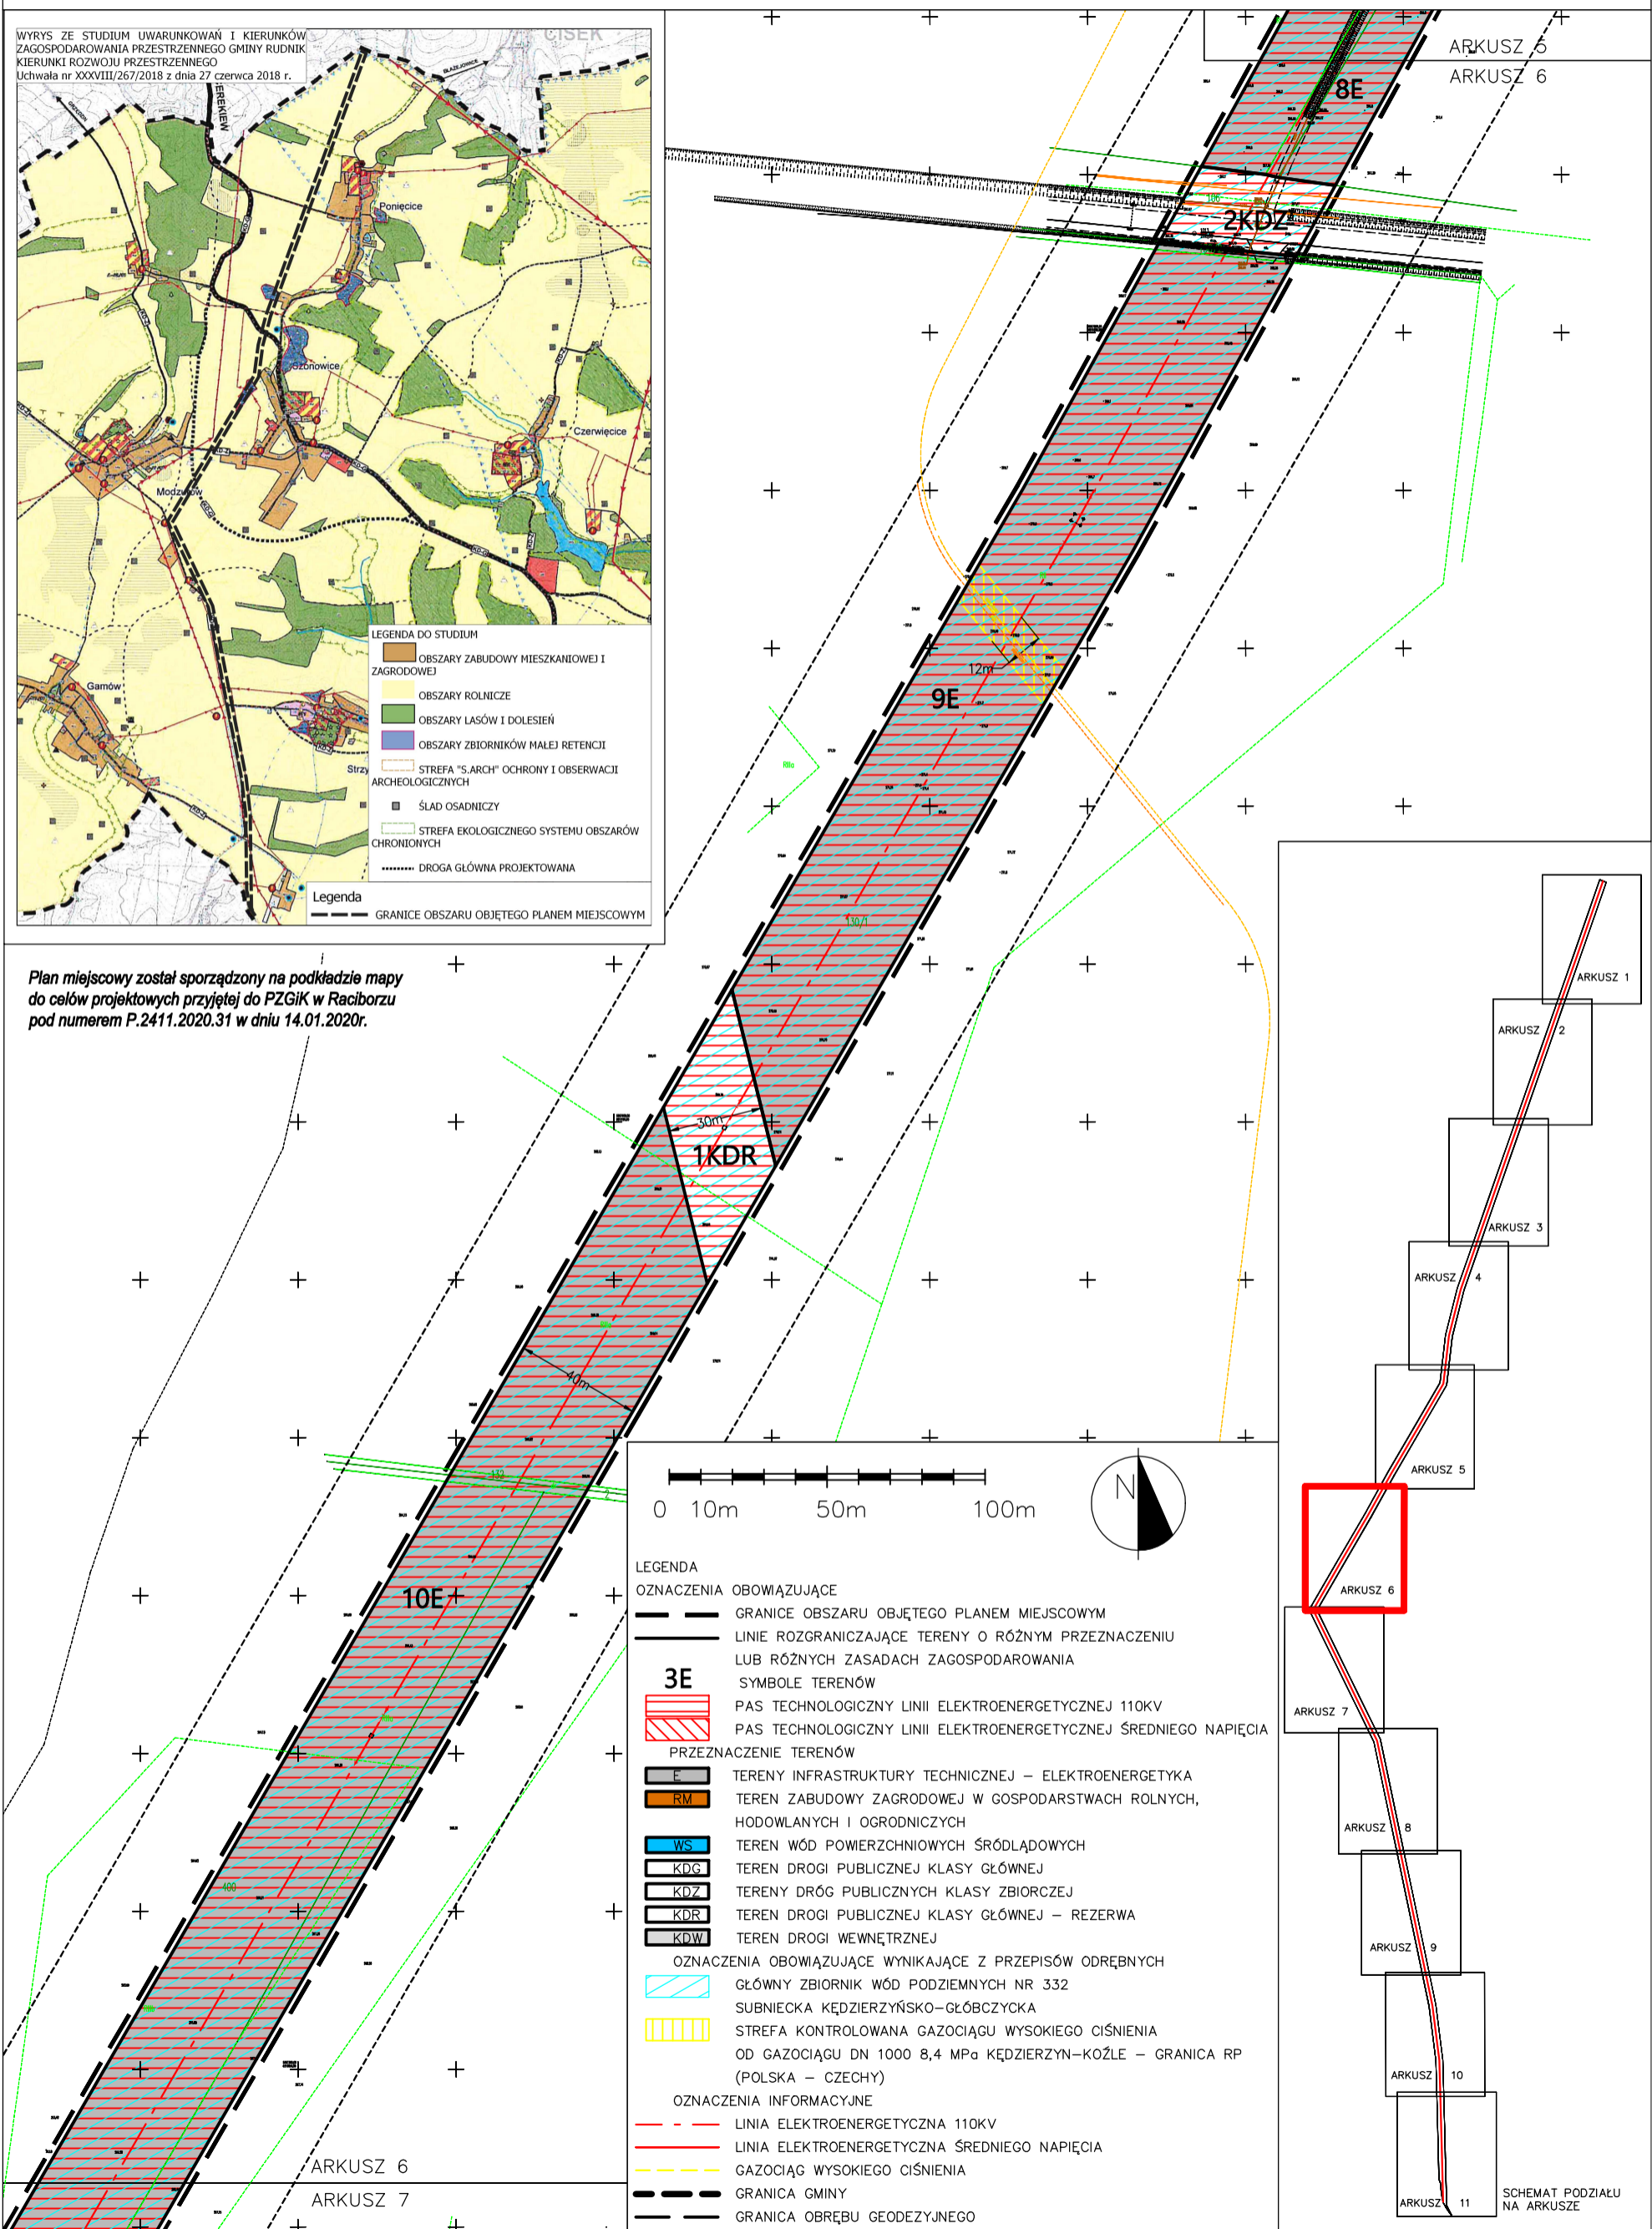 WYRYS ZE STUDIUM UWARUNKOWAŃ I KIERUNKÓW
ZAGOSPODAROWANIA PRZESTRZENNEGO GMINY RUDNIK
KIERUNKI ROZWOJU PRZESTRZENNEGO
Uchwała nr XXXVIII/267/2018 z dnia 27 czerwca 2018 r.
CISEK
BŁAŻEJOWICE
Ponięcice
Czerwięcice
Modzurów
Gamów
Strzy
LEGENDA DO STUDIUM
OBSZARY ZABUDOWY MIESZKANIOWEJ I
ZAGRODOWEJ
OBSZARY ROLNICZE
OBSZARY LASÓW I DOLESIEŃ
OBSZARY ZBIORNIKÓW MAŁEJ RETENCJI
STREFA "S.ARCH" OCHRONY I OBSERWACJI
ARCHEOLOGICZNYCH
ŚLAD OSADNICZY
STREFA EKOLOGICZNEGO SYSTEMU OBSZARÓW
CHRONIONYCH
DROGA GŁÓWNA PROJEKTOWANA
Legenda
GRANICE OBSZARU OBJĘTEGO PLANEM MIEJSCOWYM
Plan miejscowy został sporządzony na podkładzie mapy
do celów projektowych przyjętej do PZGiK w Raciborzu
pod numerem P.2411.2020.31 w dniu 14.01.2020r.
ARKUSZ 5
ARKUSZ 6
8E
106
2KDZ
12m
9E
RIIIa
130/1
30m
1KDR
40m
132
10E
400
ARKUSZ 6
ARKUSZ 7
0 10m 50m 100m
N
LEGENDA
OZNACZENIA OBOWIĄZUJĄCE
GRANICE OBSZARU OBJĘTEGO PLANEM MIEJSCOWYM
LINIE ROZGRANICZAJĄCE TERENY O RÓŻNYM PRZEZNACZENIU
LUB RÓŻNYCH ZASADACH ZAGOSPODAROWANIA
3E SYMBOLE TERENÓW
PAS TECHNOLOGICZNY LINII ELEKTROENERGETYCZNEJ 110KV
PAS TECHNOLOGICZNY LINII ELEKTROENERGETYCZNEJ ŚREDNIEGO NAPIĘCIA
PRZEZNACZENIE TERENÓW
E TERENY INFRASTRUKTURY TECHNICZNEJ – ELEKTROENERGETYKA
RM TEREN ZABUDOWY ZAGRODOWEJ W GOSPODARSTWACH ROLNYCH,
HODOWLANYCH I OGRODNICZYCH
WS TEREN WÓD POWIERZCHNIOWYCH ŚRÓDLĄDOWYCH
KDG TEREN DROGI PUBLICZNEJ KLASY GŁÓWNEJ
KDZ TERENY DRÓG PUBLICZNYCH KLASY ZBIORCZEJ
KDR TEREN DROGI PUBLICZNEJ KLASY GŁÓWNEJ – REZERWA
KDW TEREN DROGI WEWNĘTRZNEJ
OZNACZENIA OBOWIĄZUJĄCE WYNIKAJĄCE Z PRZEPISÓW ODRĘBNYCH
GŁÓWNY ZBIORNIK WÓD PODZIEMNYCH NR 332
SUBNIECKA KĘDZIERZYŃSKO–GŁÓBCZYCKA
STREFA KONTROLOWANA GAZOCIĄGU WYSOKIEGO CIŚNIENIA
OD GAZOCIĄGU DN 1000 8,4 MPa KĘDZIERZYN–KOŹLE – GRANICA RP
(POLSKA – CZECHY)
OZNACZENIA INFORMACYJNE
LINIA ELEKTROENERGETYCZNA 110KV
LINIA ELEKTROENERGETYCZNA ŚREDNIEGO NAPIĘCIA
GAZOCIĄG WYSOKIEGO CIŚNIENIA
GRANICA GMINY
GRANICA OBRĘBU GEODEZYJNEGO
ARKUSZ 1
ARKUSZ 2
ARKUSZ 3
ARKUSZ 4
ARKUSZ 5
ARKUSZ 6
ARKUSZ 7
ARKUSZ 8
ARKUSZ 9
ARKUSZ 10
ARKUSZ 11
SCHEMAT PODZIAŁU
NA ARKUSZE